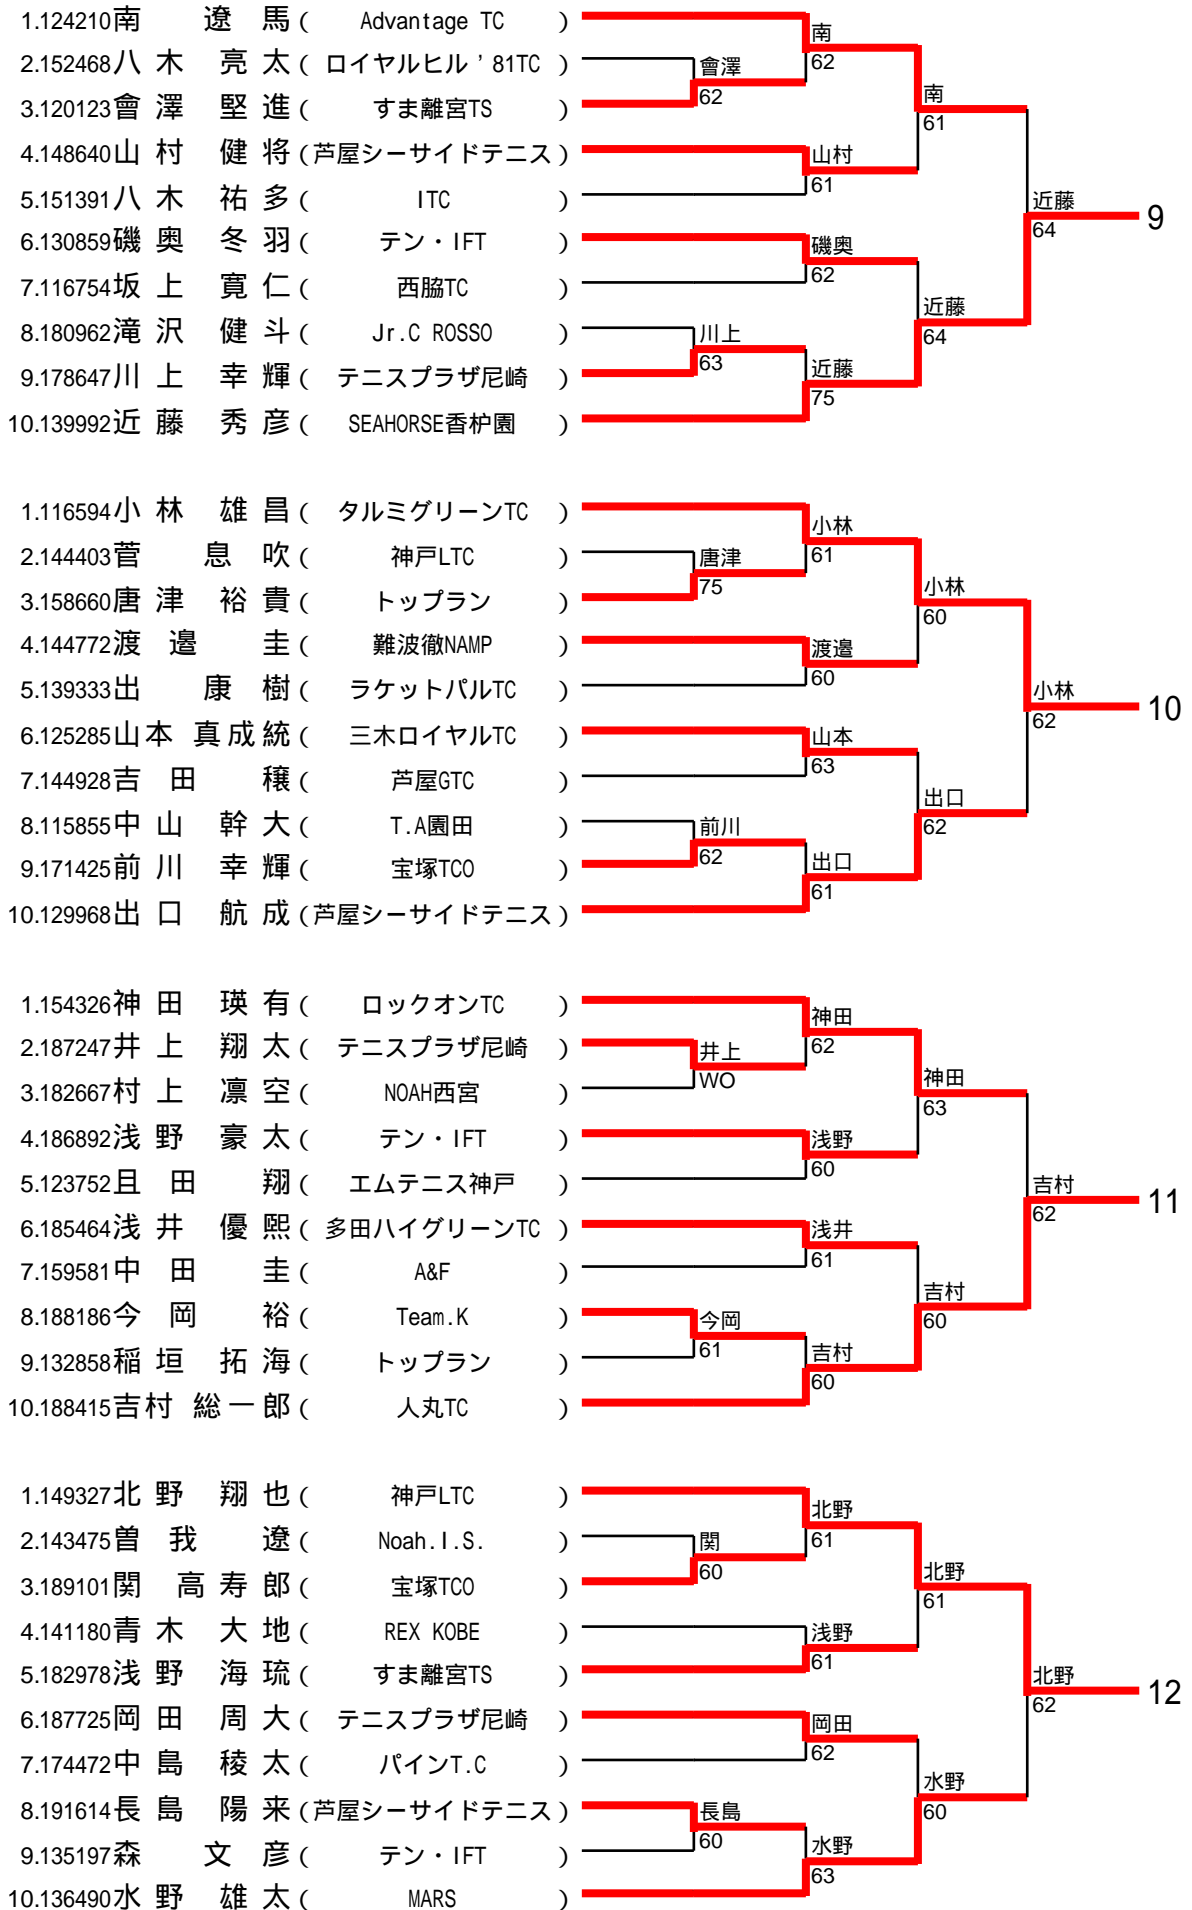 1.124210南 遼 馬 ( Advantage TC )
2.152468八 木 亮 太 ( ロイヤルヒル '81TC )
3.120123會 澤 堅 進 ( すま離宮TS )
4.148640山 村 健 将 ( 芦屋シーサイドテニス )
5.151391八 木 祐 多 ( ITC )
6.130859磯 奥 冬 羽 ( テン・IFT )
7.116754坂 上 寛 仁 ( 西脇TC )
8.180962滝 沢 健 斗 ( Jr.C ROSSO )
9.178647川 上 幸 輝 ( テニスプラザ尼崎 )
10.139992近 藤 秀 彦 ( SEAHORSE香枦園 )
會澤
62
川上
63
南
62
山村
61
磯奥
62
近藤
75
南
61
近藤
64
近藤
64
9
1.116594小 林 雄 昌 ( タルミグリーンTC )
2.144403菅 息 吹 ( 神戸LTC )
3.158660唐 津 裕 貴 ( トップラン )
4.144772渡 邉 圭 ( 難波徹NAMP )
5.139333出 康 樹 ( ラケットパルTC )
6.125285山本 真成統 ( 三木ロイヤルTC )
7.144928吉 田 穣 ( 芦屋GTC )
8.115855中 山 幹 大 ( T.A園田 )
9.171425前 川 幸 輝 ( 宝塚TCO )
10.129968出 口 航 成 ( 芦屋シーサイドテニス )
唐津
75
前川
62
小林
61
渡邉
60
山本
63
出口
61
小林
60
出口
62
小林
62
10
1.154326神 田 瑛 有 ( ロックオンTC )
2.187247井 上 翔 太 ( テニスプラザ尼崎 )
3.182667村 上 凛 空 ( NOAH西宮 )
4.186892浅 野 豪 太 ( テン・IFT )
5.123752且 田 翔 ( エムテニス神戸 )
6.185464浅 井 優 熙 ( 多田ハイグリーンTC )
7.159581中 田 圭 ( A&F )
8.188186今 岡 裕 ( Team.K )
9.132858稲 垣 拓 海 ( トップラン )
10.188415吉村 総一郎 ( 人丸TC )
井上
WO
今岡
61
神田
62
浅野
60
浅井
61
吉村
60
神田
63
吉村
60
吉村
62
11
1.149327北 野 翔 也 ( 神戸LTC )
2.143475曽 我 遼 ( Noah.I.S. )
3.189101関 高寿郎 ( 宝塚TCO )
4.141180青 木 大 地 ( REX KOBE )
5.182978浅 野 海 琉 ( すま離宮TS )
6.187725岡 田 周 大 ( テニスプラザ尼崎 )
7.174472中 島 稜 太 ( パインT.C )
8.191614長 島 陽 来 ( 芦屋シーサイドテニス )
9.135197森 文 彦 ( テン・IFT )
10.136490水 野 雄 太 ( MARS )
関
60
長島
60
北野
61
浅野
61
岡田
62
水野
63
北野
61
水野
60
北野
62
12